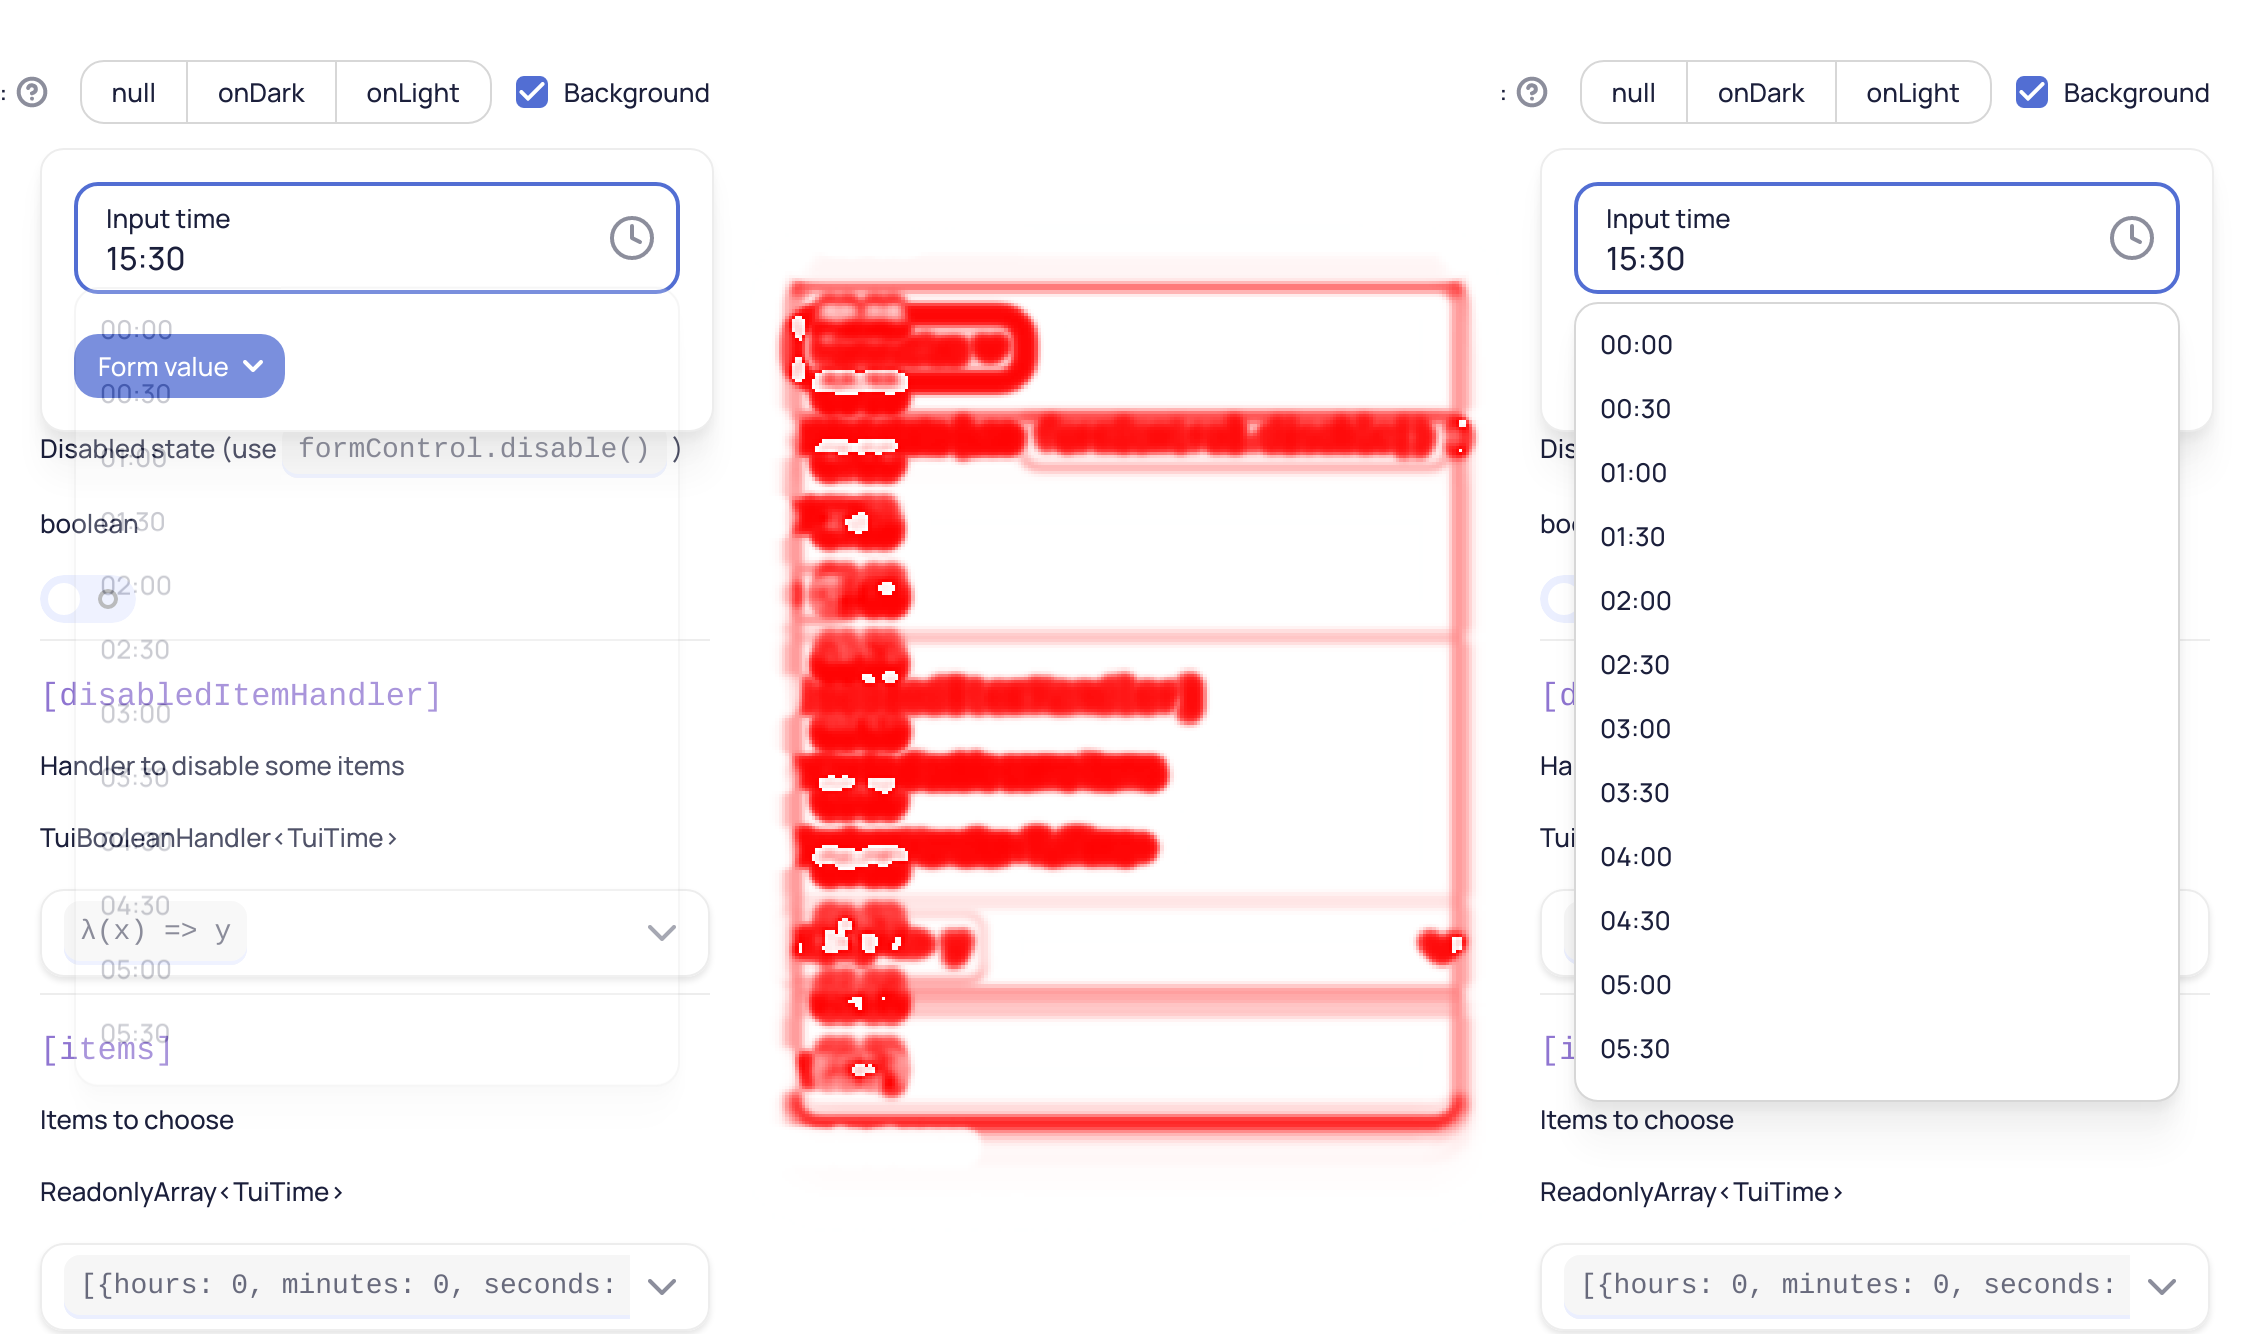 : null onDark onLight Background
Input time
15:30
00:00
Form value
00:30
Disabled state (use formControl.disable() )
01:00
boolean
01:30
02:00
02:30
[disabledItemHandler]
03:00
Handler to disable some items
03:30
TuiBooleanHandler<TuiTime>
04:00
04:30
λ(x) => y
05:00
05:30
[items]
Items to choose
ReadonlyArray<TuiTime>
[{hours: 0, minutes: 0, seconds:
: null onDark onLight Background
Input time
15:30
00:00
00:30
Dis
01:00
boo
01:30
02:00
02:30
[d
03:00
Ha
03:30
Tui
04:00
04:30
05:00
[i
05:30
Items to choose
ReadonlyArray<TuiTime>
[{hours: 0, minutes: 0, seconds: